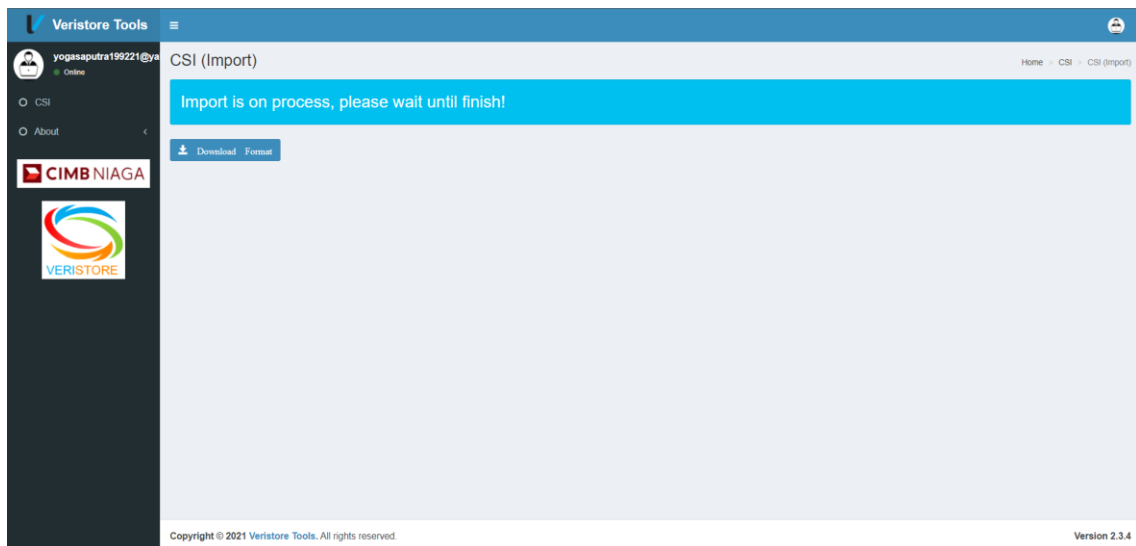 Veristore Tools
yogasaputra199221@ya
Online
CSI
About
CIMB NIAGA
VERISTORE
CSI (Import)
Home > CSI > CSI (Import)
Import is on process, please wait until finish!
Download Format
Copyright © 2021 Veristore Tools. All rights reserved.
Version 2.3.4